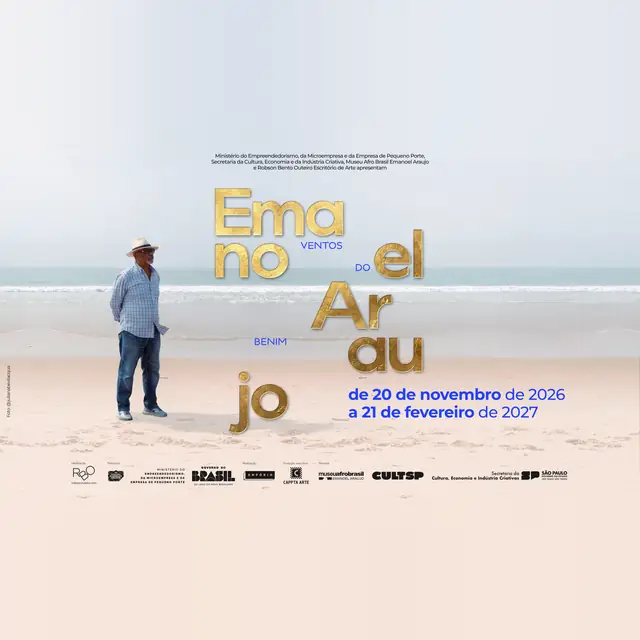 Ministério do Empreendedorismo, da Microempresa e da Empresa de Pequeno Porte,
Secretaria da Cultura, Economia e da Indústria Criativa, Museu Afro Brasil Emanoel Araujo
e Robson Bento Outeiro Escritório de Arte apresentam
Ema
no
VENTOS
DO
el
Ar
BENIM
au
jo
de 20 de novembro de 2026
a 21 de fevereiro de 2027
MINISTÉRIO DO
EMPREENDEDORISMO,
DA MICROEMPRESA E DA
EMPRESA DE PEQUENO PORTE
GOVERNO DO
BRASIL
CAPPTA ARTE
museuafrobrasil
EMANOEL ARAUJO
CULTSP
Secretaria da
Cultura, Economia e Indústria Criativas
SP
SÃO PAULO